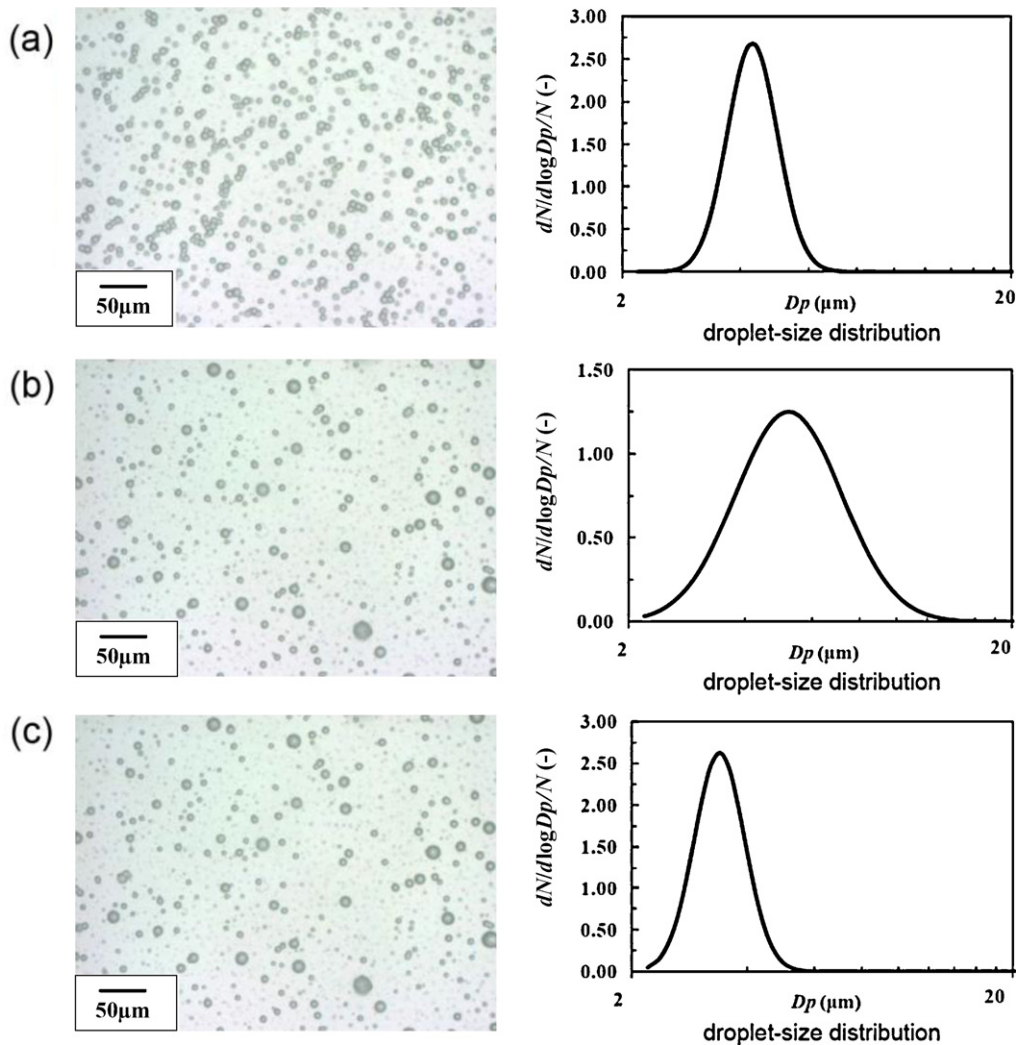 (a)
50μm
dN/dlogDp/N (-)
3.00
2.50
2.00
1.50
1.00
0.50
0.00
2
Dp (μm)
20
droplet-size distribution
(b)
50μm
dN/dlogDp/N (-)
1.50
1.00
0.50
0.00
2
Dp (μm)
20
droplet-size distribution
(c)
50μm
dN/dlogDp/N (-)
3.00
2.50
2.00
1.50
1.00
0.50
0.00
2
Dp (μm)
20
droplet-size distribution